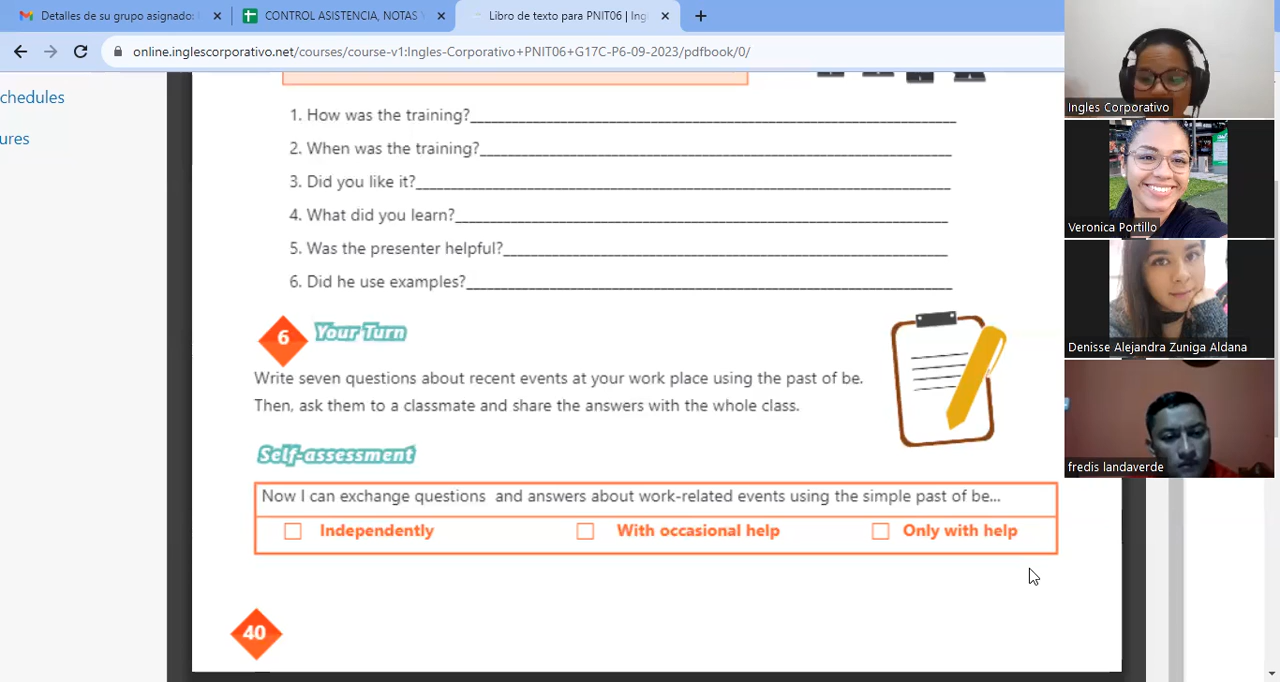 Detalles de su grupo asignado:
CONTROL ASISTENCIA, NOTAS
Libro de texto para PNIT06 | Ing
online.inglescorporativo.net/courses/course-v1:Ingles-Corporativo+PNIT06+G17C-P6-09-2023/pdfbook/0/
chedules
ures
1. How was the training?
2. When was the training?
3. Did you like it?
4. What did you learn?
5. Was the presenter helpful?
6. Did he use examples?
6 Your Turn
Write seven questions about recent events at your work place using the past of be.
Then, ask them to a classmate and share the answers with the whole class.
Self-assessment
Now I can exchange questions and answers about work-related events using the simple past of be...
Independently With occasional help Only with help
40
Ingles Corporativo
Veronica Portillo
Denisse Alejandra Zuniga Aldana
fredis landaverde